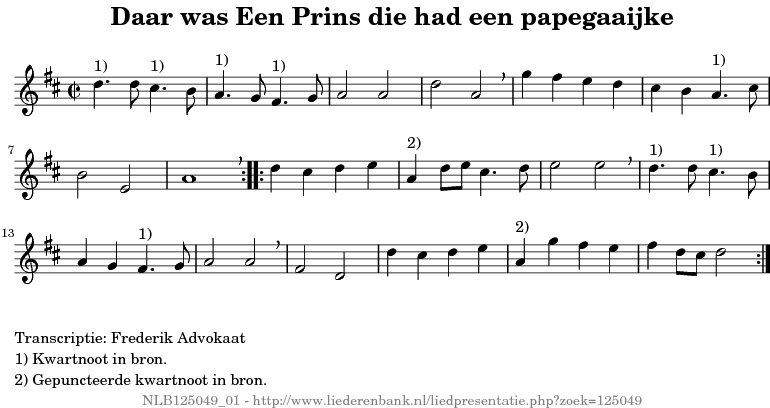 Daar was Een Prins die had een papegaaijke
1) 1) 1) 1) 1)
7 2) 1) 1)
13 1) 2)
Transcriptie: Frederik Advokaat
1) Kwartnoot in bron.
2) Gepuncteerde kwartnoot in bron.
NLB125049_01 - http://www.liederenbank.nl/liedpresentatie.php?zoek=125049